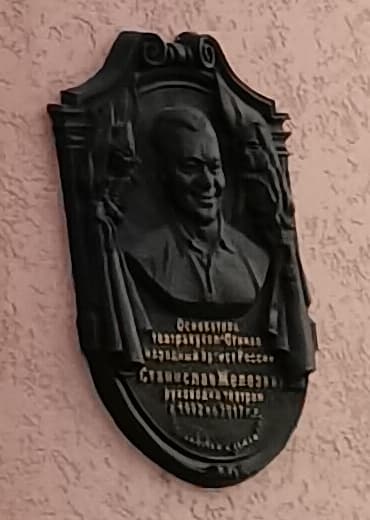 Основатель
театра кукол "Огниво"
народный артист России
Станислав Железкин
руководил театром
с 1992 по 2017 г.